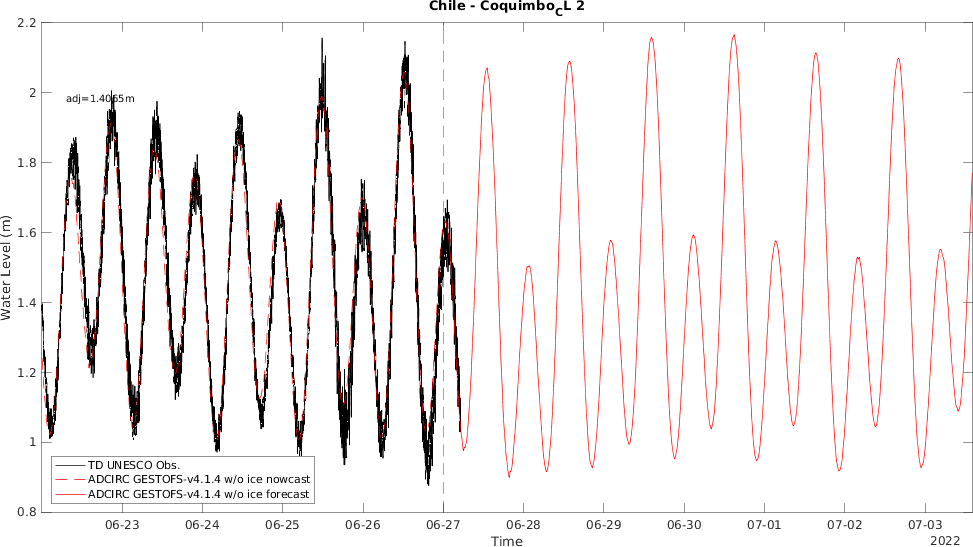 Chile - Coquimbo_CL 2
2.2
2
1.8
1.6
1.4
1.2
1
0.8
Water Level (m)
adj=1.4065m
TD UNESCO Obs.
ADCIRC GESTOFS-v4.1.4 w/o ice nowcast
ADCIRC GESTOFS-v4.1.4 w/o ice forecast
06-23 06-24 06-25 06-26 06-27 06-28 06-29 06-30 07-01 07-02 07-03
Time
2022